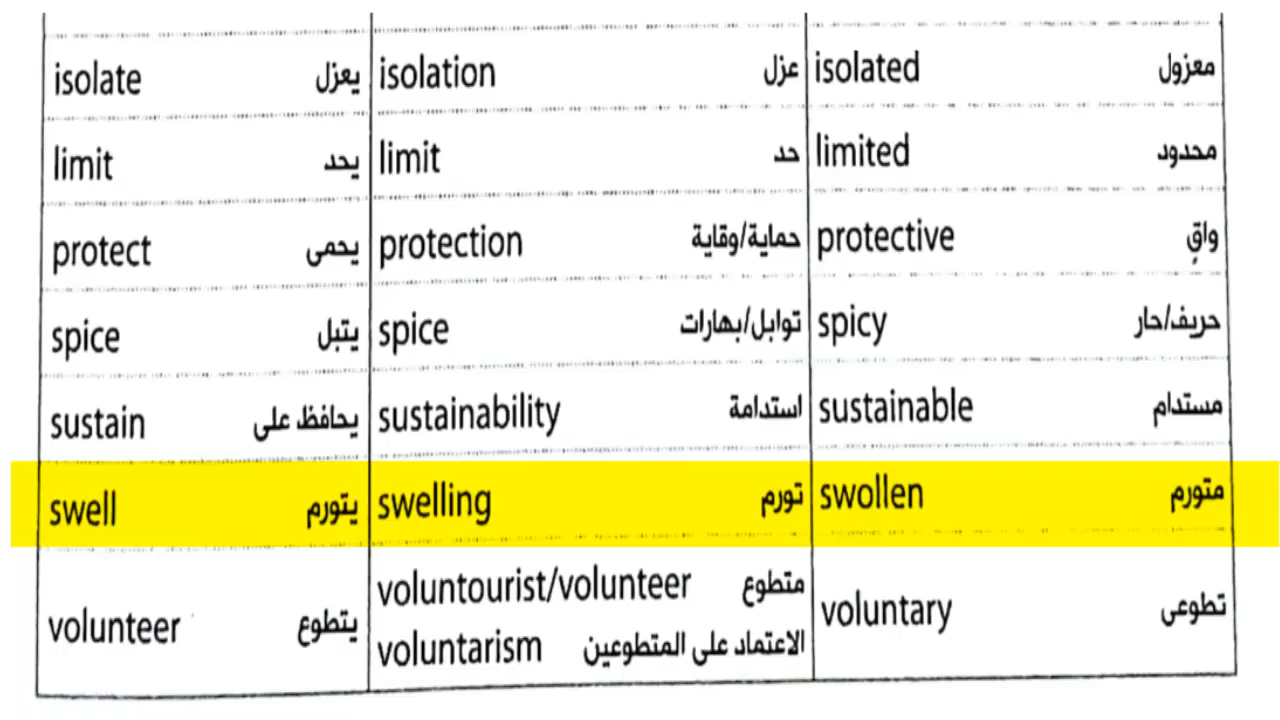 isolate يعزل isolation عزل isolated معزول
limit يحد limit حد limited محدود
protect يحمى protection حماية/وقاية protective واقٍ
spice يتبل spice توابل/بهارات spicy حريف/حار
sustain يحافظ على sustainability استدامة sustainable مستدام
swell يتورم swelling تورم swollen متورم
volunteer يتطوع voluntourist/volunteer متطوع voluntary تطوعى
voluntarism الاعتماد على المتطوعين